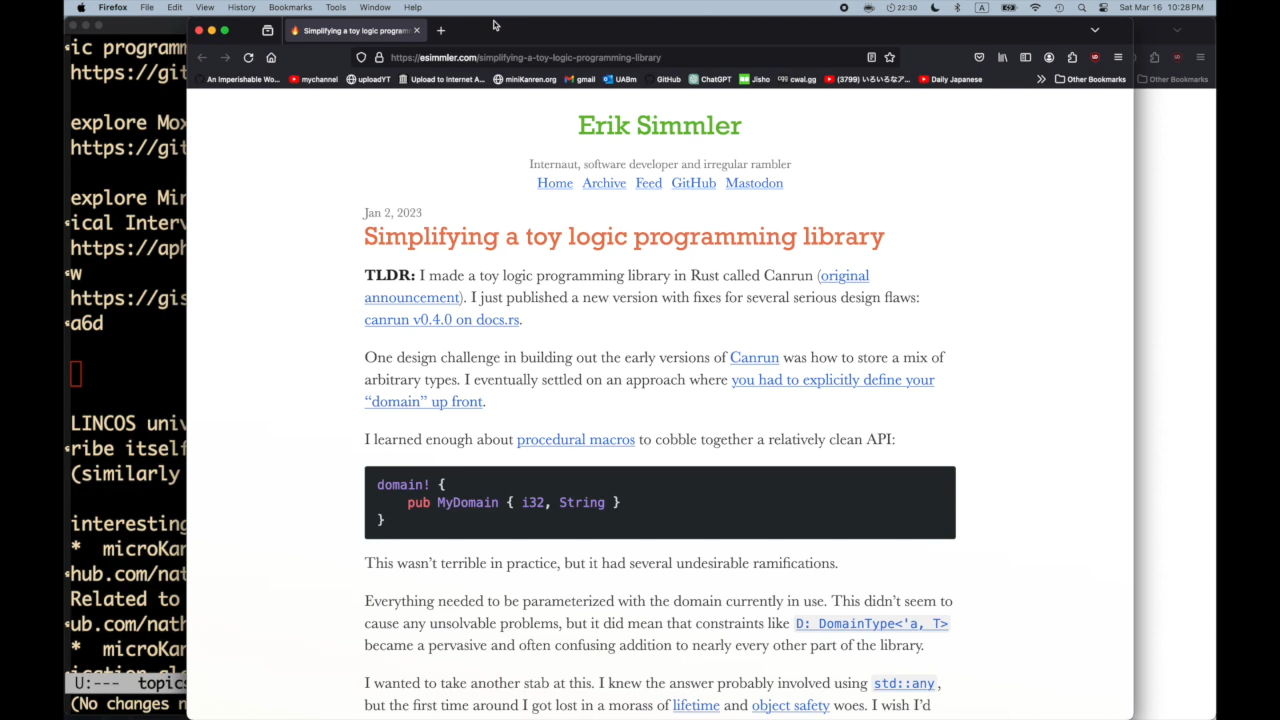 Firefox File Edit View History Bookmarks Tools Window Help 22:30 A Sat Mar 16 10:28 PM
Simplifying a toy logic program
https://esimmler.com/simplifying-a-toy-logic-programming-library
An Imperishable Wo... mychannel uploadYT Upload to Internet A... miniKanren.org gmail UABm GitHub ChatGPT Jisho cwal.gg (3799) いろいろなア... Daily Japanese Other Bookmarks Other Bookmarks
ic programm
https://git
explore Mox
https://git
explore Mir
ical Interv
https://aph
w
https://gis
a6d
LINCOS univ
ribe itself
(similarly
interesting
* microKar
hub.com/nat
Related to
ub.com/nath
* microKar
U:--- topics
(No changes n
Erik Simmler
Internaut, software developer and irregular rambler
Home Archive Feed GitHub Mastodon
Jan 2, 2023
Simplifying a toy logic programming library
TLDR: I made a toy logic programming library in Rust called Canrun (original
announcement). I just published a new version with fixes for several serious design flaws:
canrun v0.4.0 on docs.rs.
One design challenge in building out the early versions of Canrun was how to store a mix of
arbitrary types. I eventually settled on an approach where you had to explicitly define your
“domain” up front.
I learned enough about procedural macros to cobble together a relatively clean API:
domain! {
pub MyDomain { i32, String }
}
This wasn’t terrible in practice, but it had several undesirable ramifications.
Everything needed to be parameterized with the domain currently in use. This didn’t seem to
cause any unsolvable problems, but it did mean that constraints like D: DomainType<'a, T>
became a pervasive and often confusing addition to nearly every other part of the library.
I wanted to take another stab at this. I knew the answer probably involved using std::any,
but the first time around I got lost in a morass of lifetime and object safety woes. I wish I’d